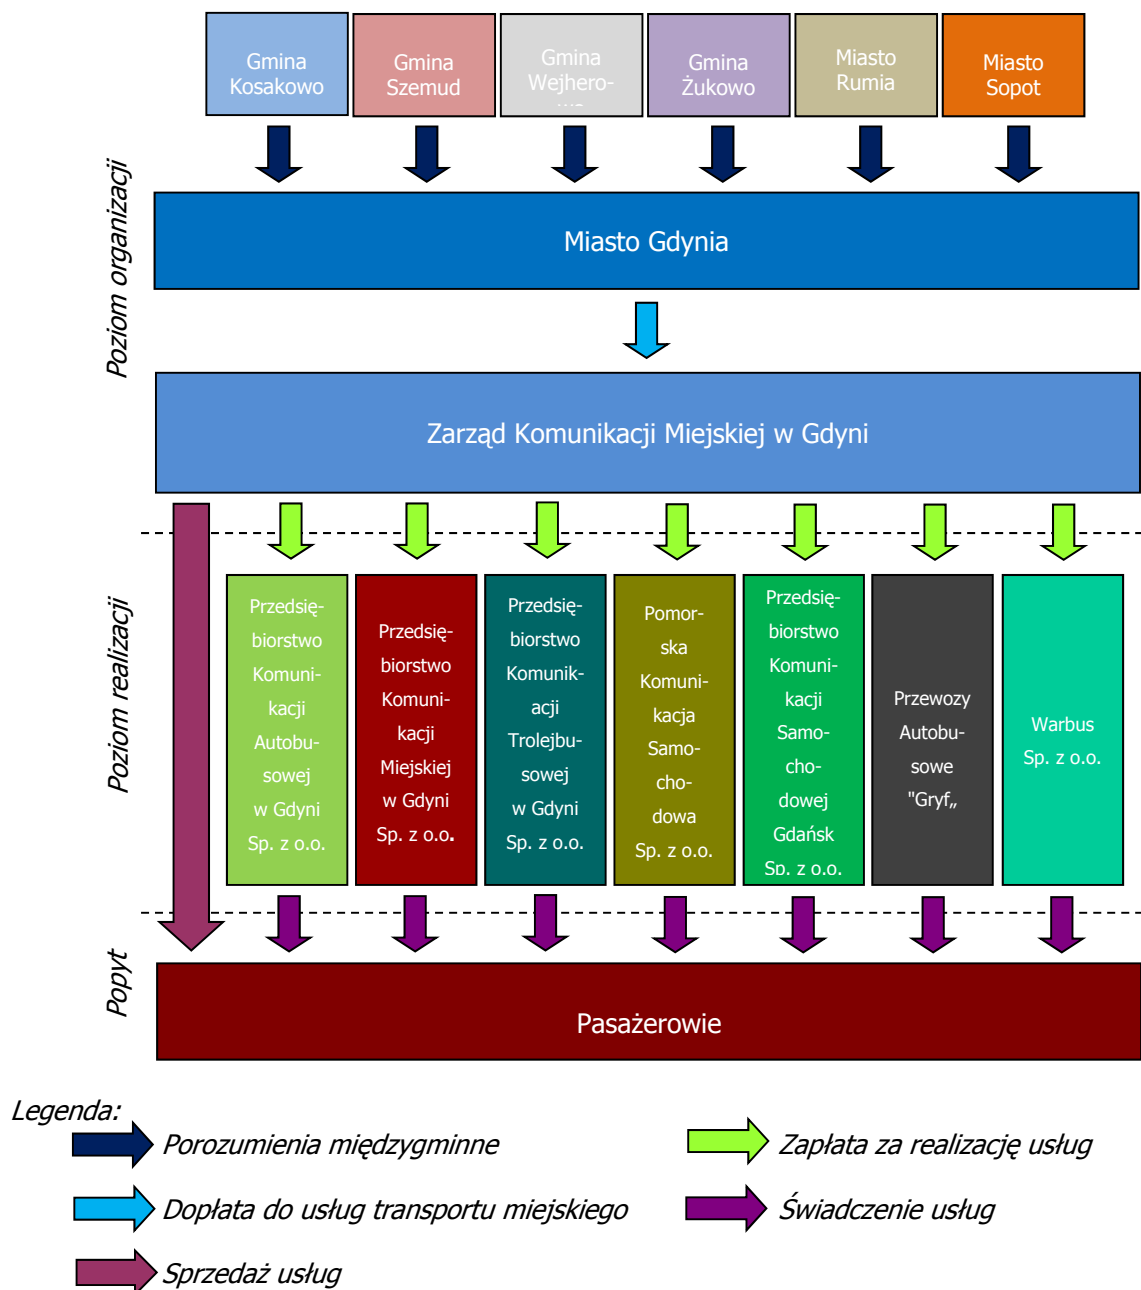 Gmina
Kosakowo
Gmina
Szemud
Gmina
Wejhero-
Gmina
Żukowo
Miasto
Rumia
Miasto
Sopot
Poziom organizacji
Miasto Gdynia
Zarząd Komunikacji Miejskiej w Gdyni
Poziom realizacji
Przedsię-
biorstwo
Komuni-
kacji
Autobu-
sowej
w Gdyni
Sp. z o.o.
Przedsię-
biorstwo
Komuni-
kacji
Miejskiej
w Gdyni
Sp. z o.o.
Przedsię-
biorstwo
Komunik-
acji
Trolejbu-
sowej
w Gdyni
Sp. z o.o.
Pomor-
ska
Komuni-
kacja
Samo-
cho-
dowa
Sp. z o.o.
Przedsię-
biorstwo
Komuni-
kacji
Samo-
cho-
dowej
Gdańsk
Sp. z o.o.
Przewozy
Autobu-
sowe
"Gryf„
Warbus
Sp. z o.o.
Popyt
Pasażerowie
Legenda:
Porozumienia międzygminne
Zapłata za realizację usług
Dopłata do usług transportu miejskiego
Świadczenie usług
Sprzedaż usług